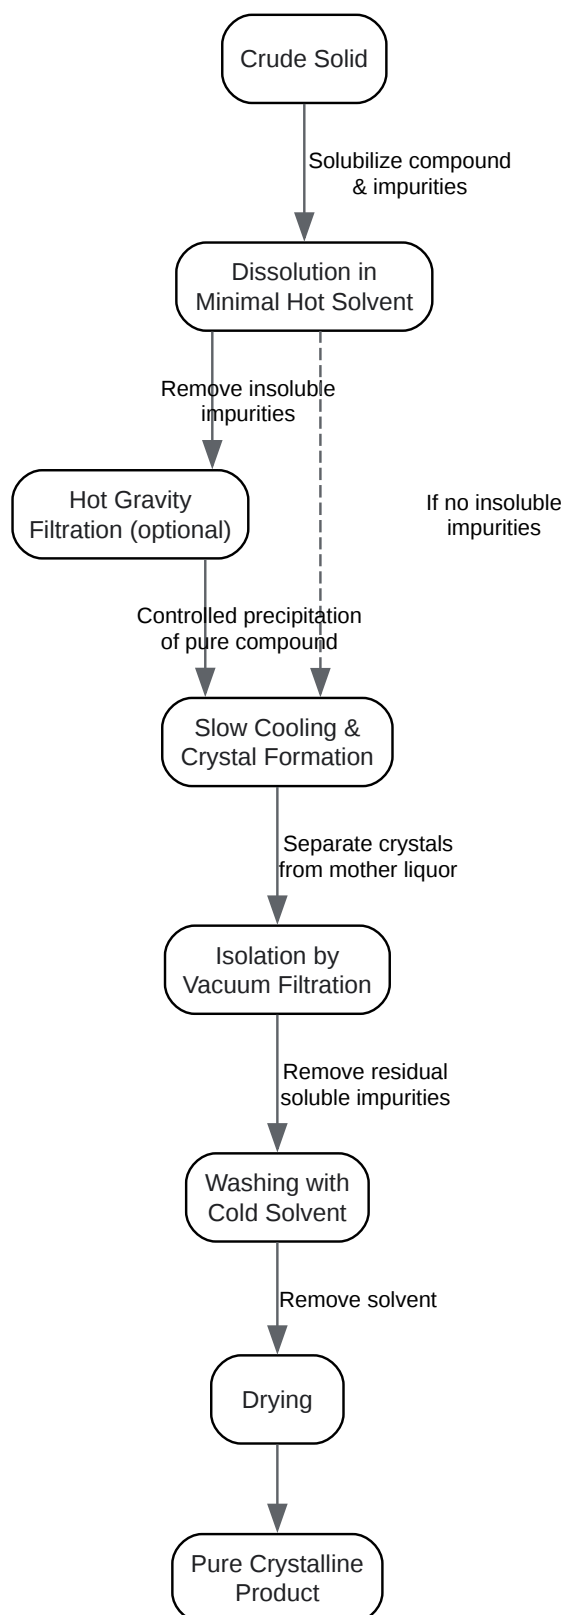 Crude Solid
Solubilize compound
& impurities
Dissolution in
Minimal Hot Solvent
Remove insoluble
impurities
Hot Gravity
Filtration (optional)
If no insoluble
impurities
Controlled precipitation
of pure compound
Slow Cooling &
Crystal Formation
Separate crystals
from mother liquor
Isolation by
Vacuum Filtration
Remove residual
soluble impurities
Washing with
Cold Solvent
Remove solvent
Drying
Pure Crystalline
Product